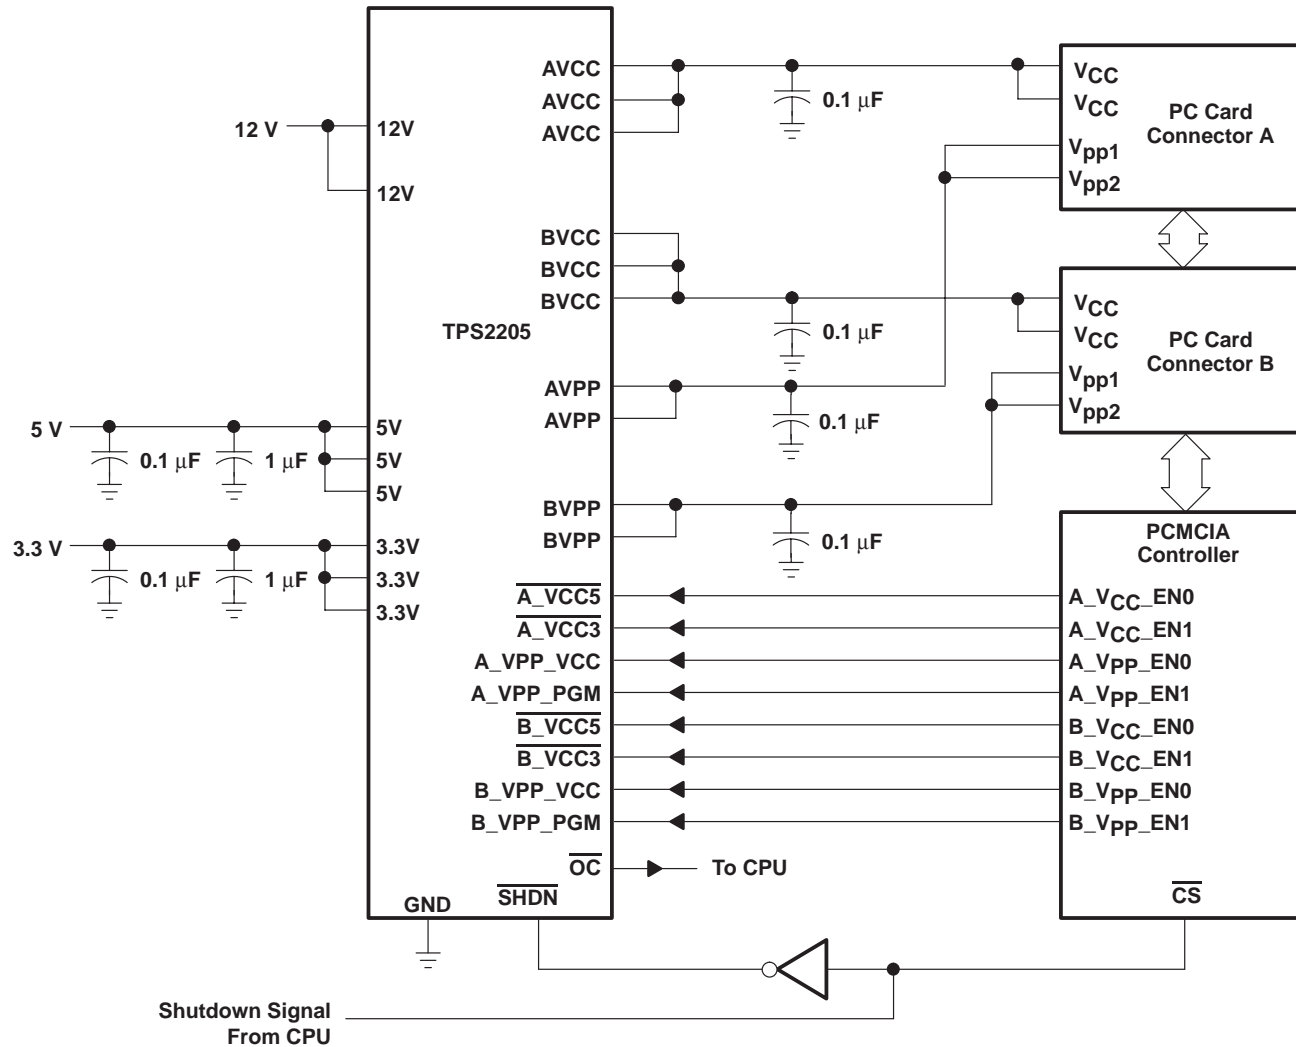 12 V
5 V
0.1 μF
1 μF
3.3 V
0.1 μF
1 μF
12V
12V
5V
5V
5V
3.3V
3.3V
3.3V
GND
TPS2205
AVCC
AVCC
AVCC
BVCC
BVCC
BVCC
AVPP
AVPP
BVPP
BVPP
A_VCC5
A_VCC3
A_VPP_VCC
A_VPP_PGM
B_VCC5
B_VCC3
B_VPP_VCC
B_VPP_PGM
OC
SHDN
0.1 μF
0.1 μF
0.1 μF
0.1 μF
To CPU
VCC
VCC
Vpp1
Vpp2
PC Card
Connector A
VCC
VCC
Vpp1
Vpp2
PC Card
Connector B
PCMCIA
Controller
A_VCC_EN0
A_VCC_EN1
A_VPP_EN0
A_VPP_EN1
B_VCC_EN0
B_VCC_EN1
B_VPP_EN0
B_VPP_EN1
CS
Shutdown Signal
From CPU